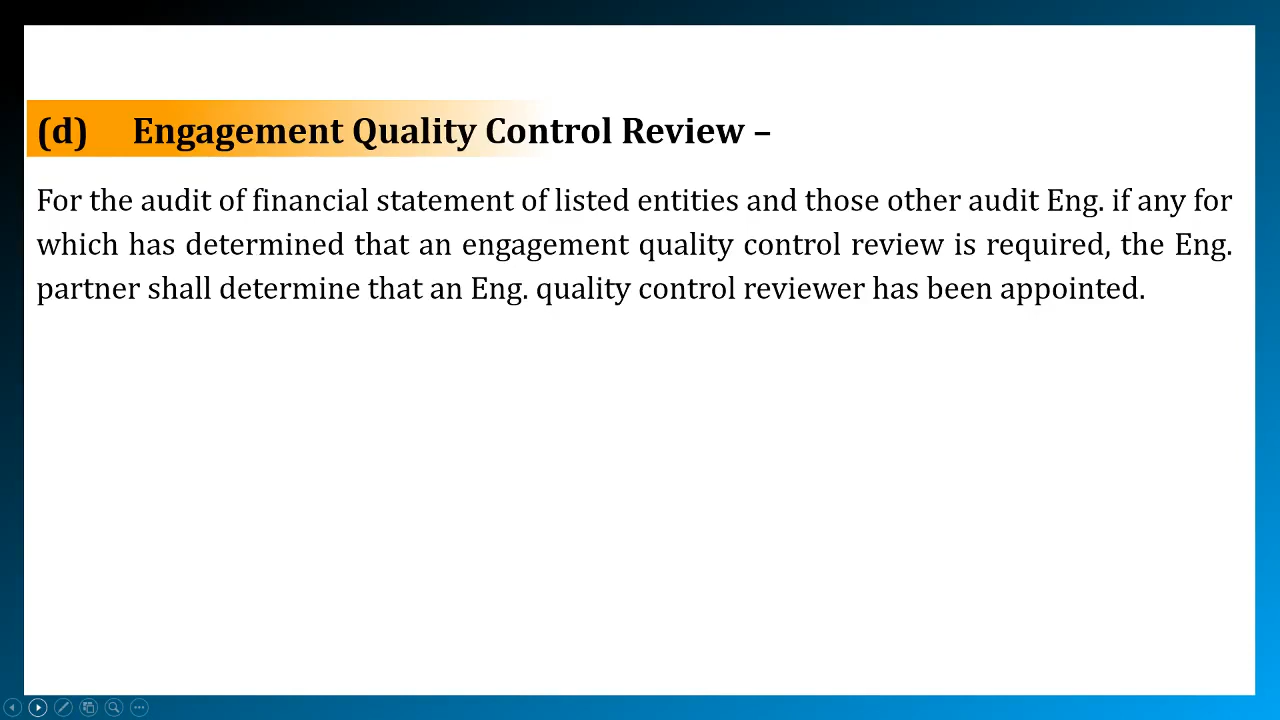 (d) Engagement Quality Control Review –
For the audit of financial statement of listed entities and those other audit Eng. if any for
which has determined that an engagement quality control review is required, the Eng.
partner shall determine that an Eng. quality control reviewer has been appointed.